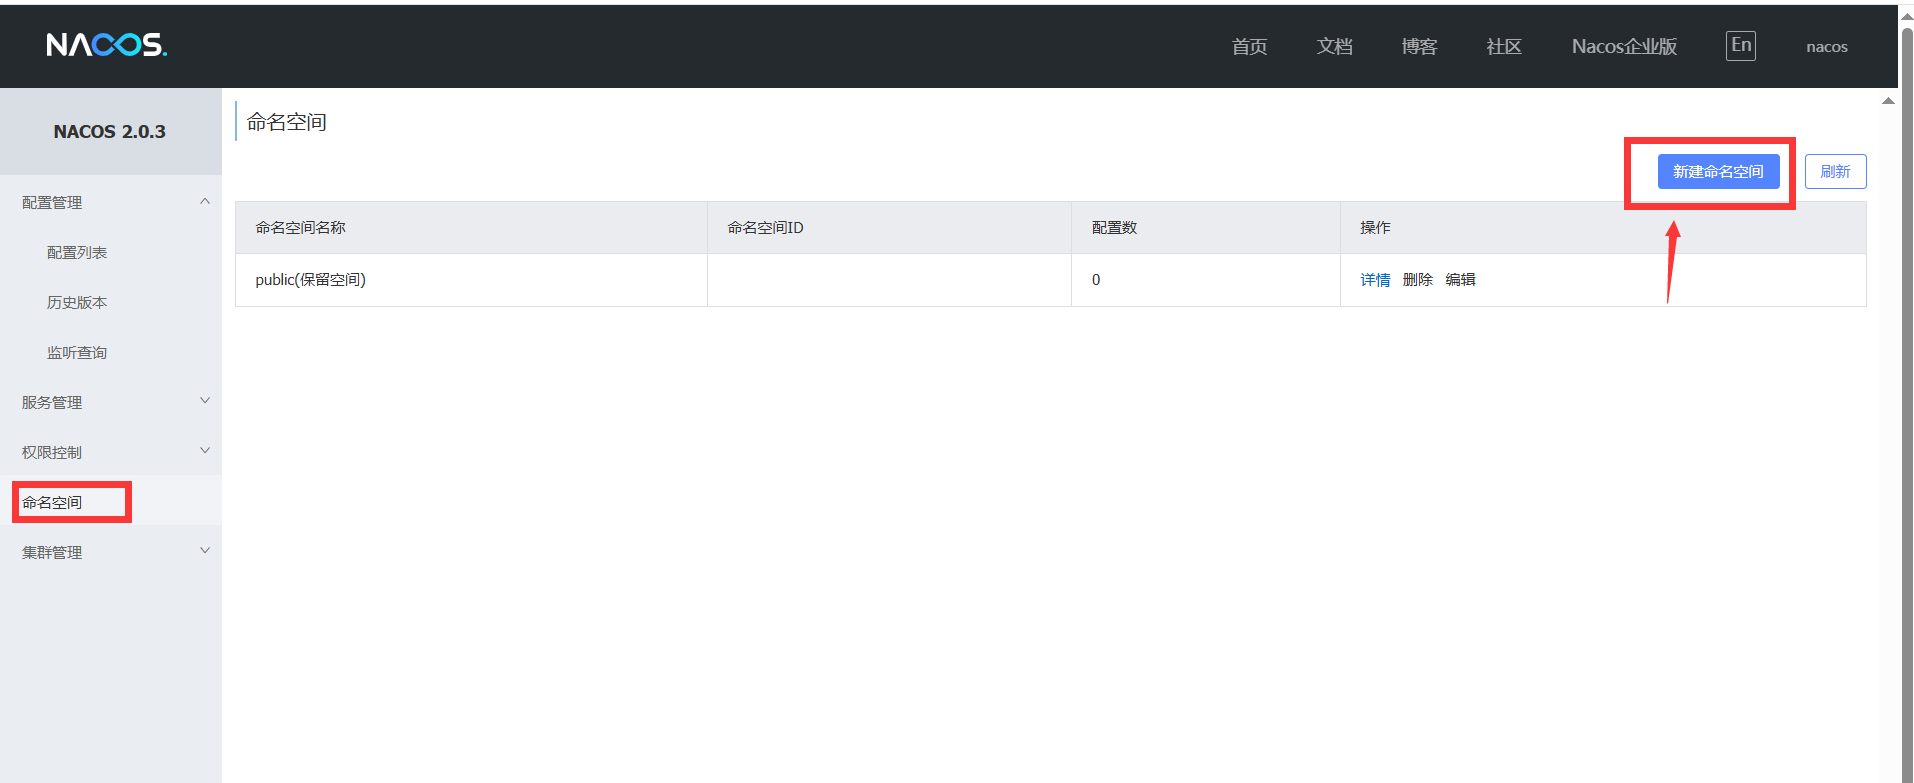 NACOS.
首页 文档 博客 社区 Nacos企业版 En nacos
NACOS 2.0.3
配置管理
配置列表
历史版本
监听查询
服务管理
权限控制
命名空间
集群管理
命名空间
新建命名空间 刷新
命名空间名称 命名空间ID 配置数 操作
public(保留空间) 0 详情 删除 编辑